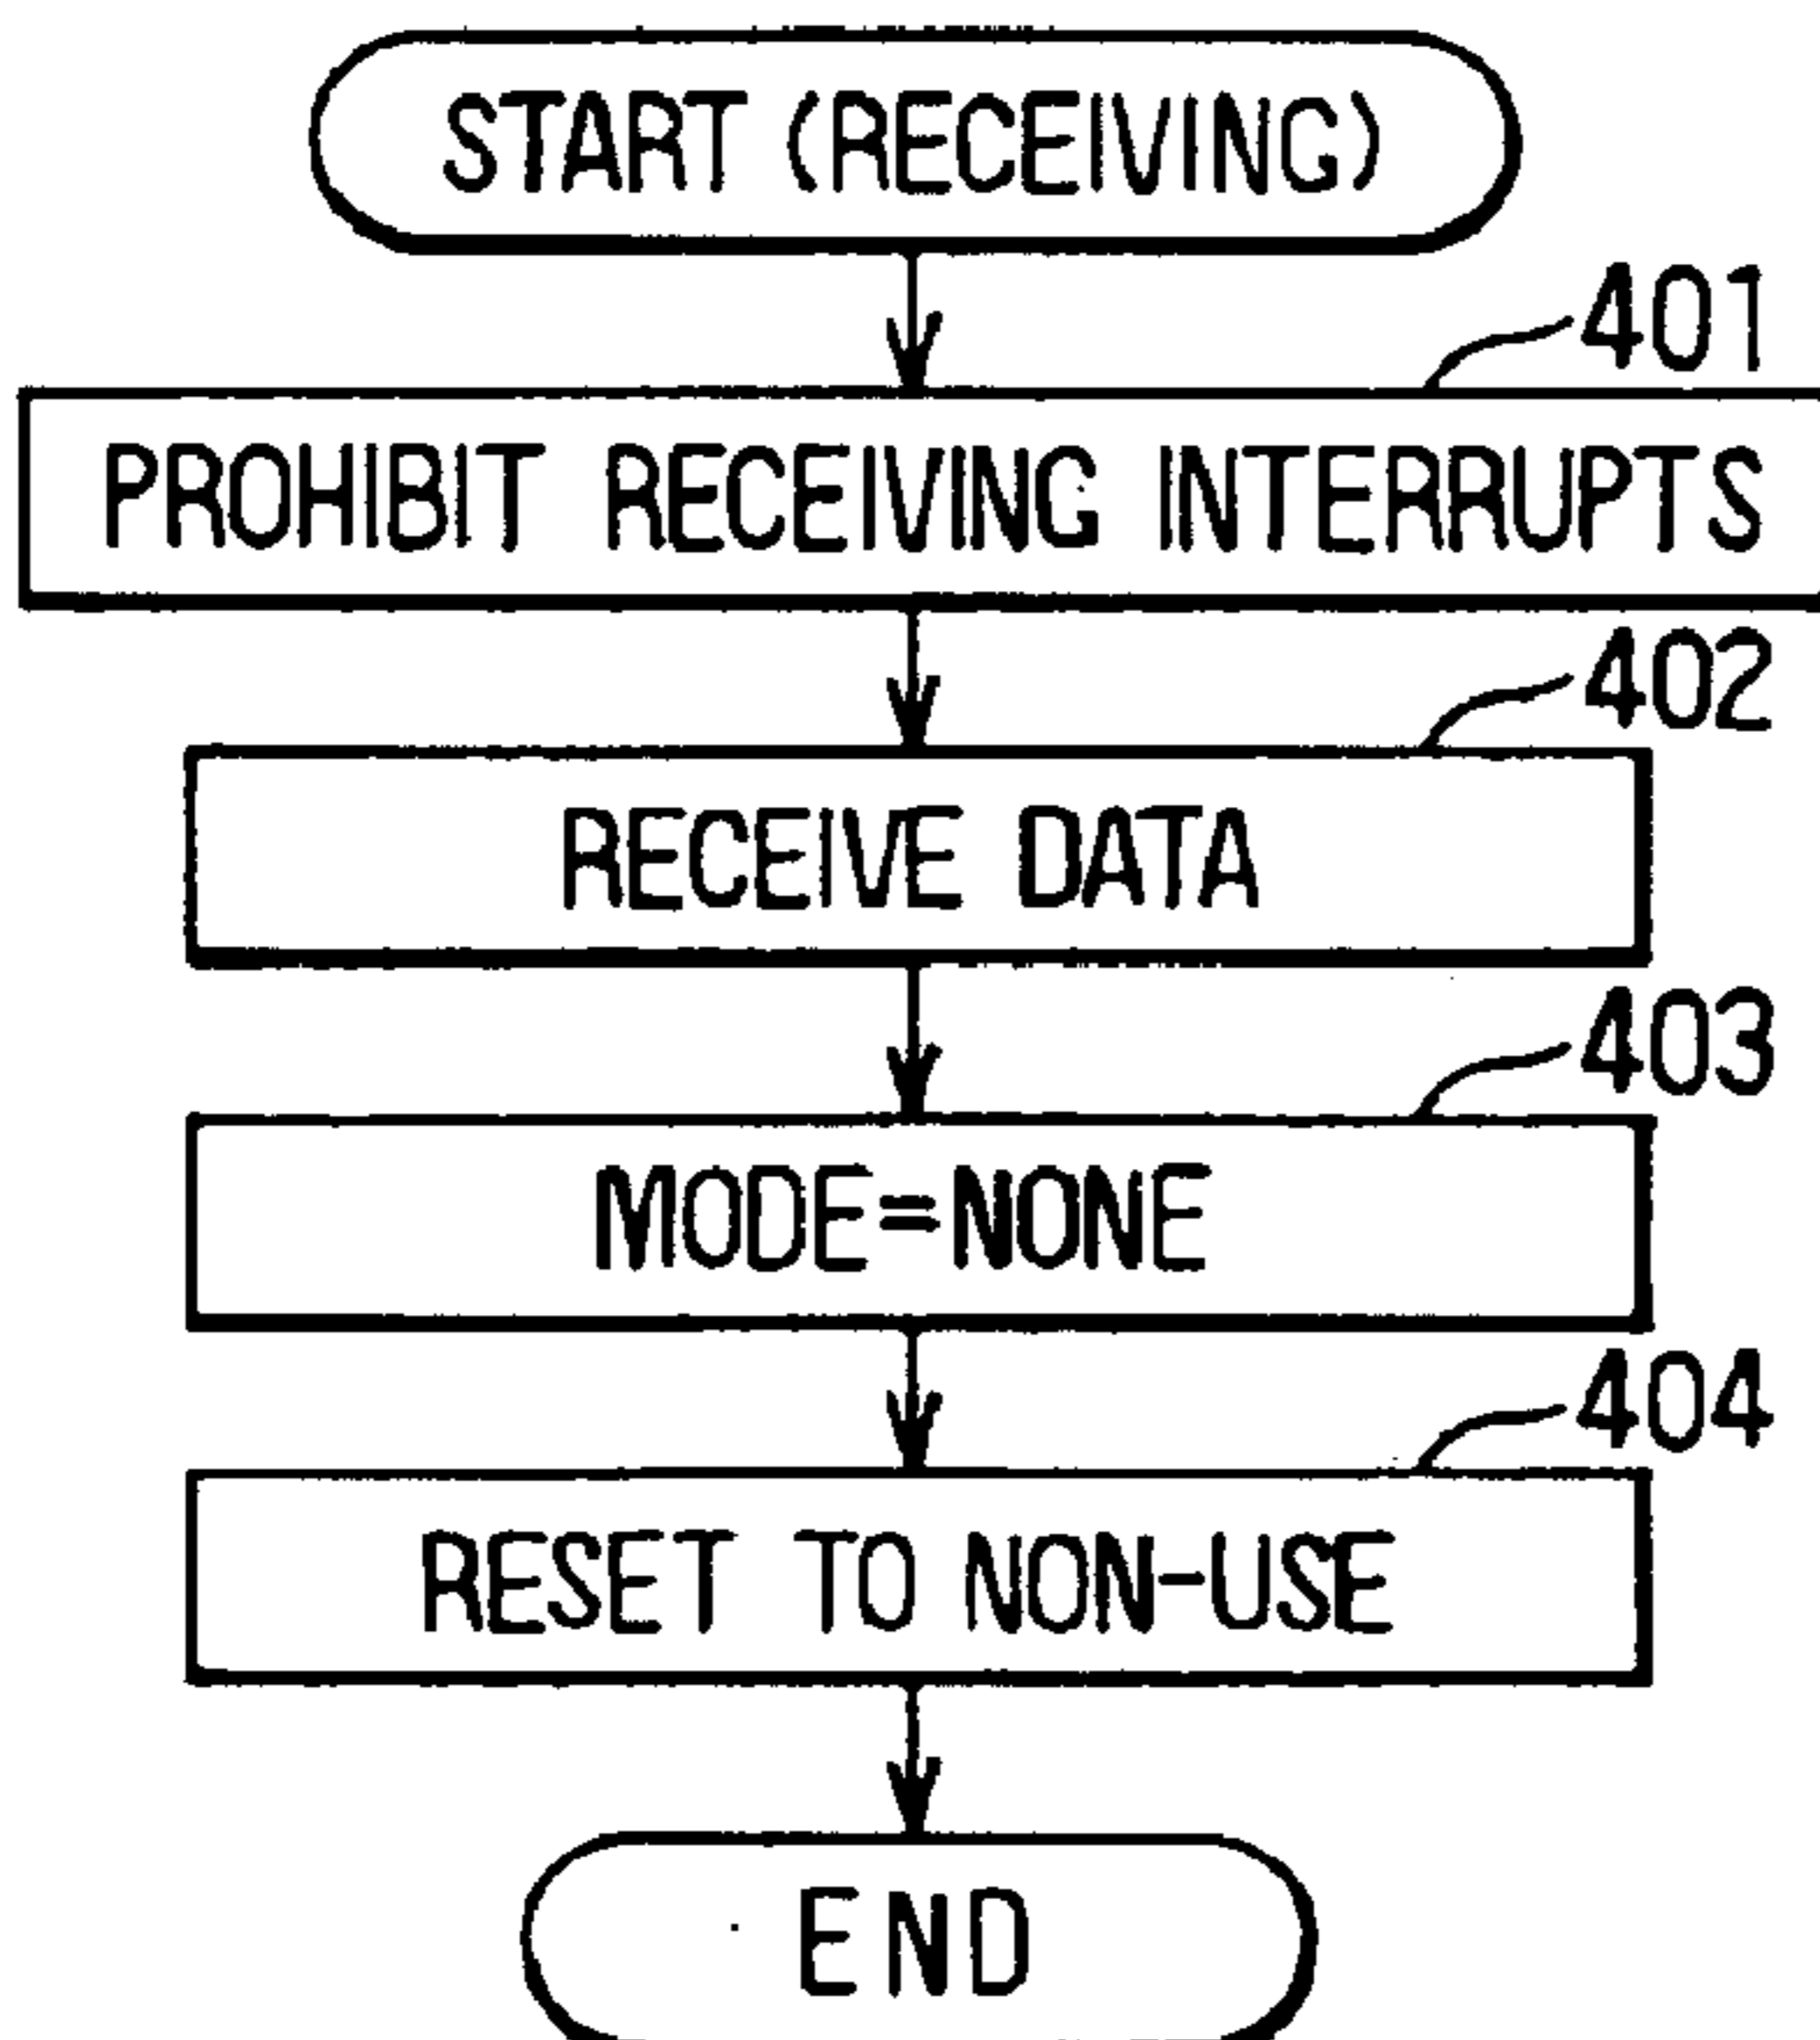 START (RECEIVING)
401
PROHIBIT RECEIVING INTERRUPTS
402
RECEIVE DATA
403
MODE=NONE
404
RESET TO NON-USE
END